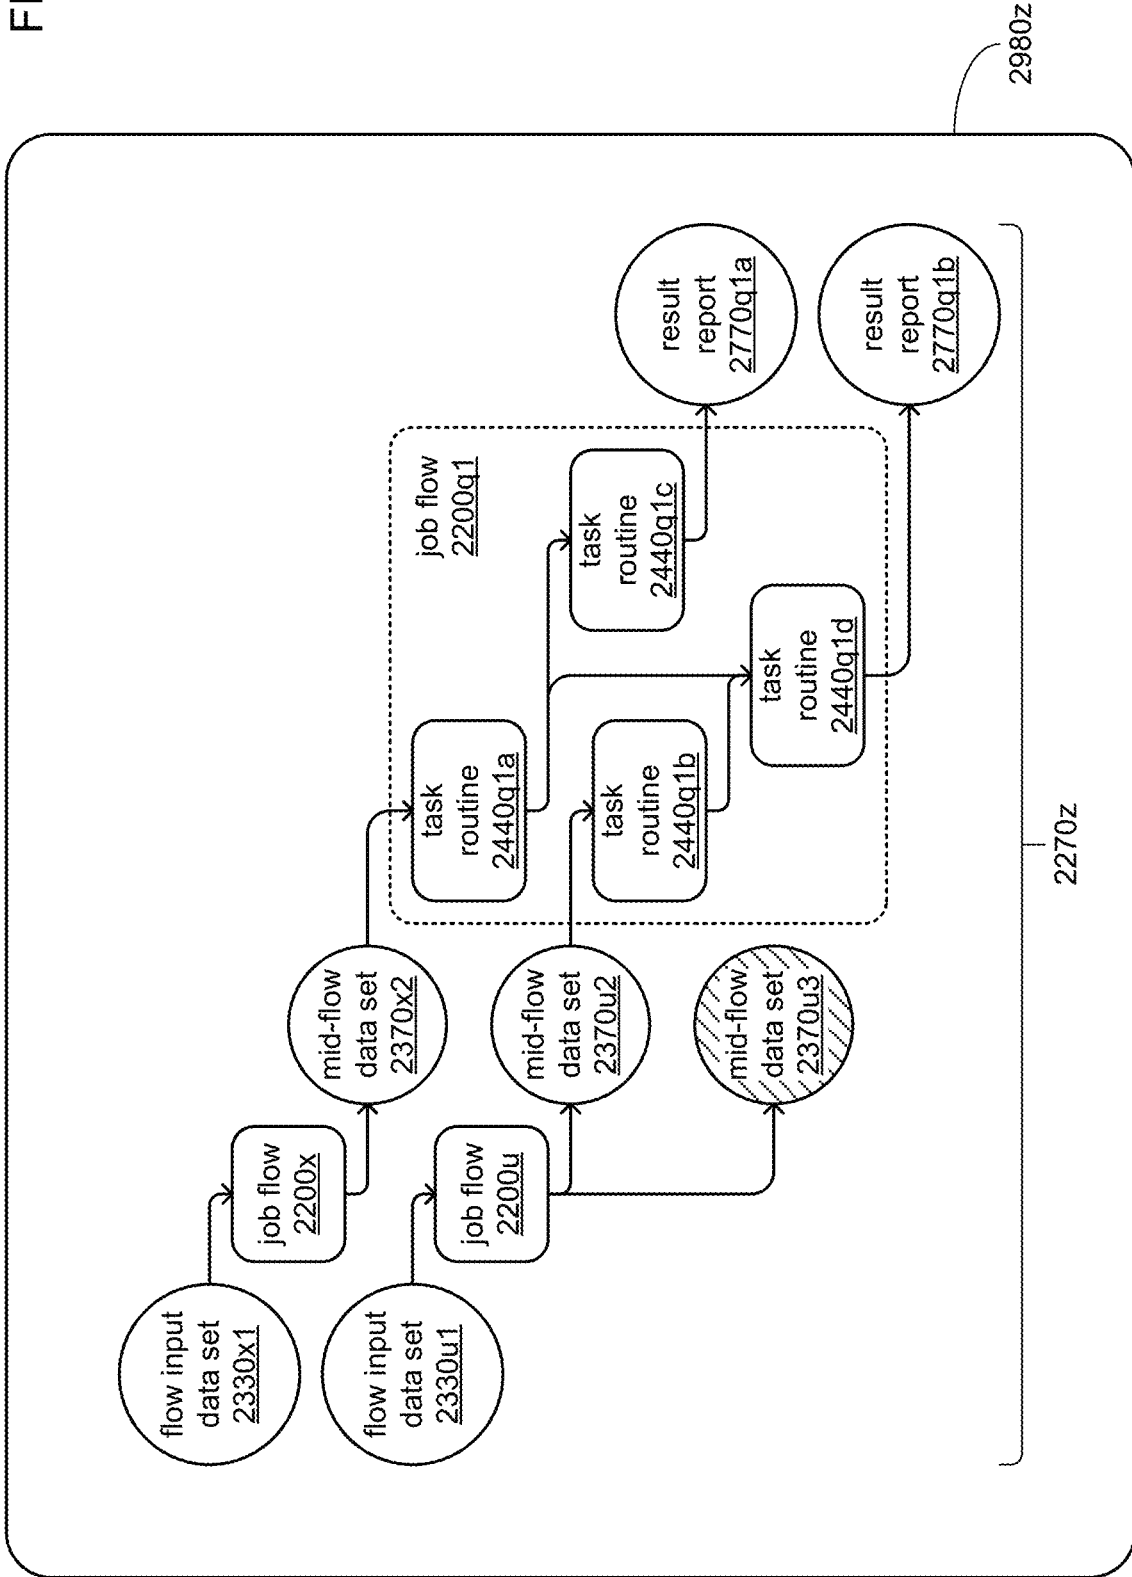 FI
flow input
data set
2330x1
job flow
2200x
mid-flow
data set
2370x2
flow input
data set
2330u1
job flow
2200u
mid-flow
data set
2370u2
mid-flow
data set
2370u3
job flow
2200q1
task
routine
2440q1a
task
routine
2440q1b
task
routine
2440q1c
task
routine
2440q1d
result
report
2770q1a
result
report
2770q1b
2270z
2980z